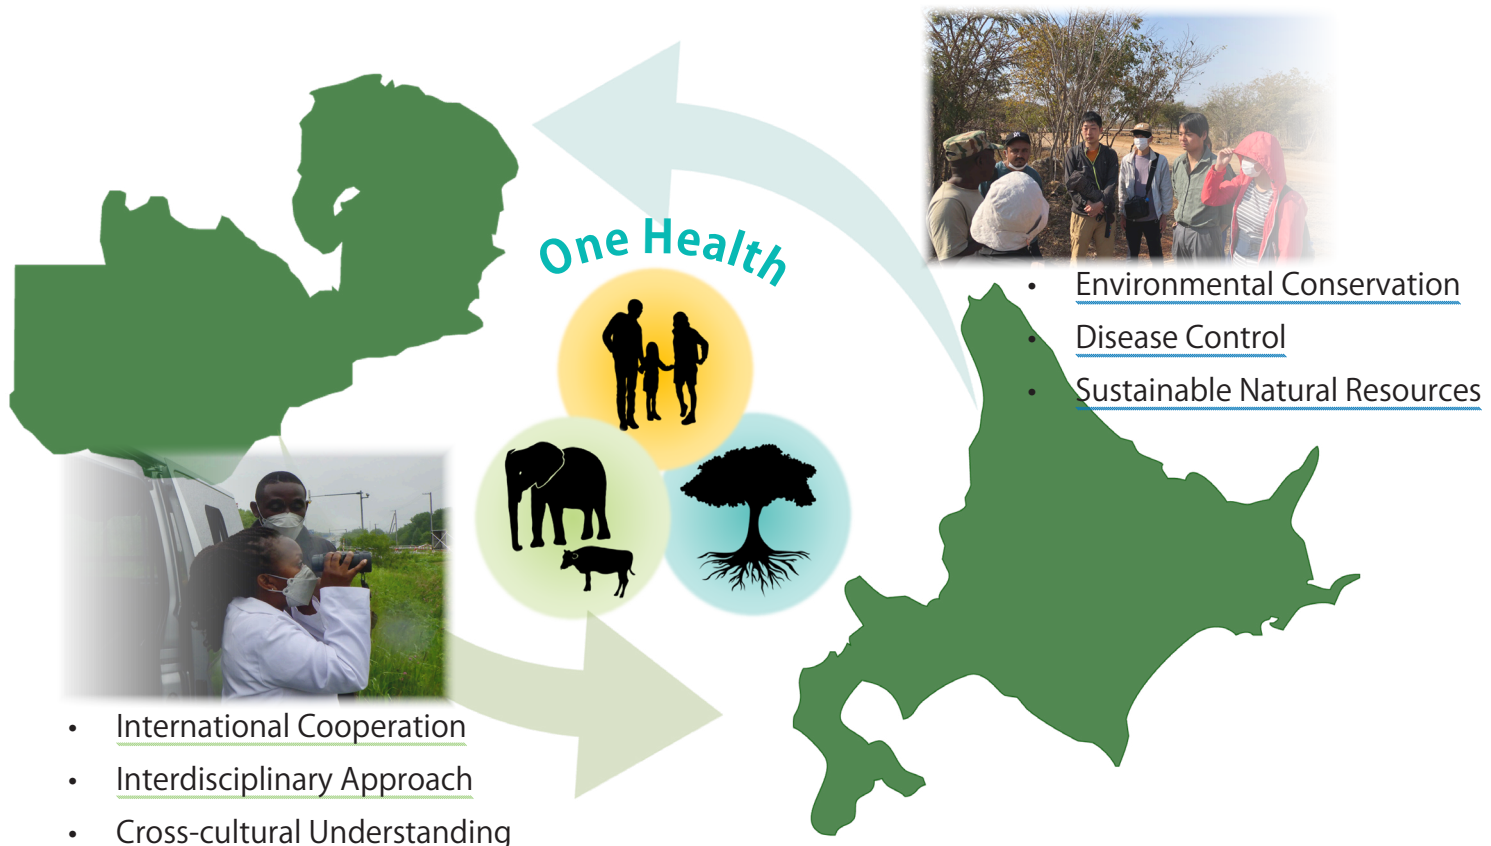 One Health
• Environmental Conservation
• Disease Control
• Sustainable Natural Resources
• International Cooperation
• Interdisciplinary Approach
• Cross-cultural Understanding